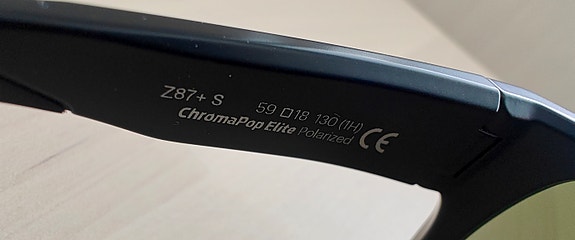 Z87+ S 59 □ 18 130 (1H)
ChromaPop Elite Polarized CE